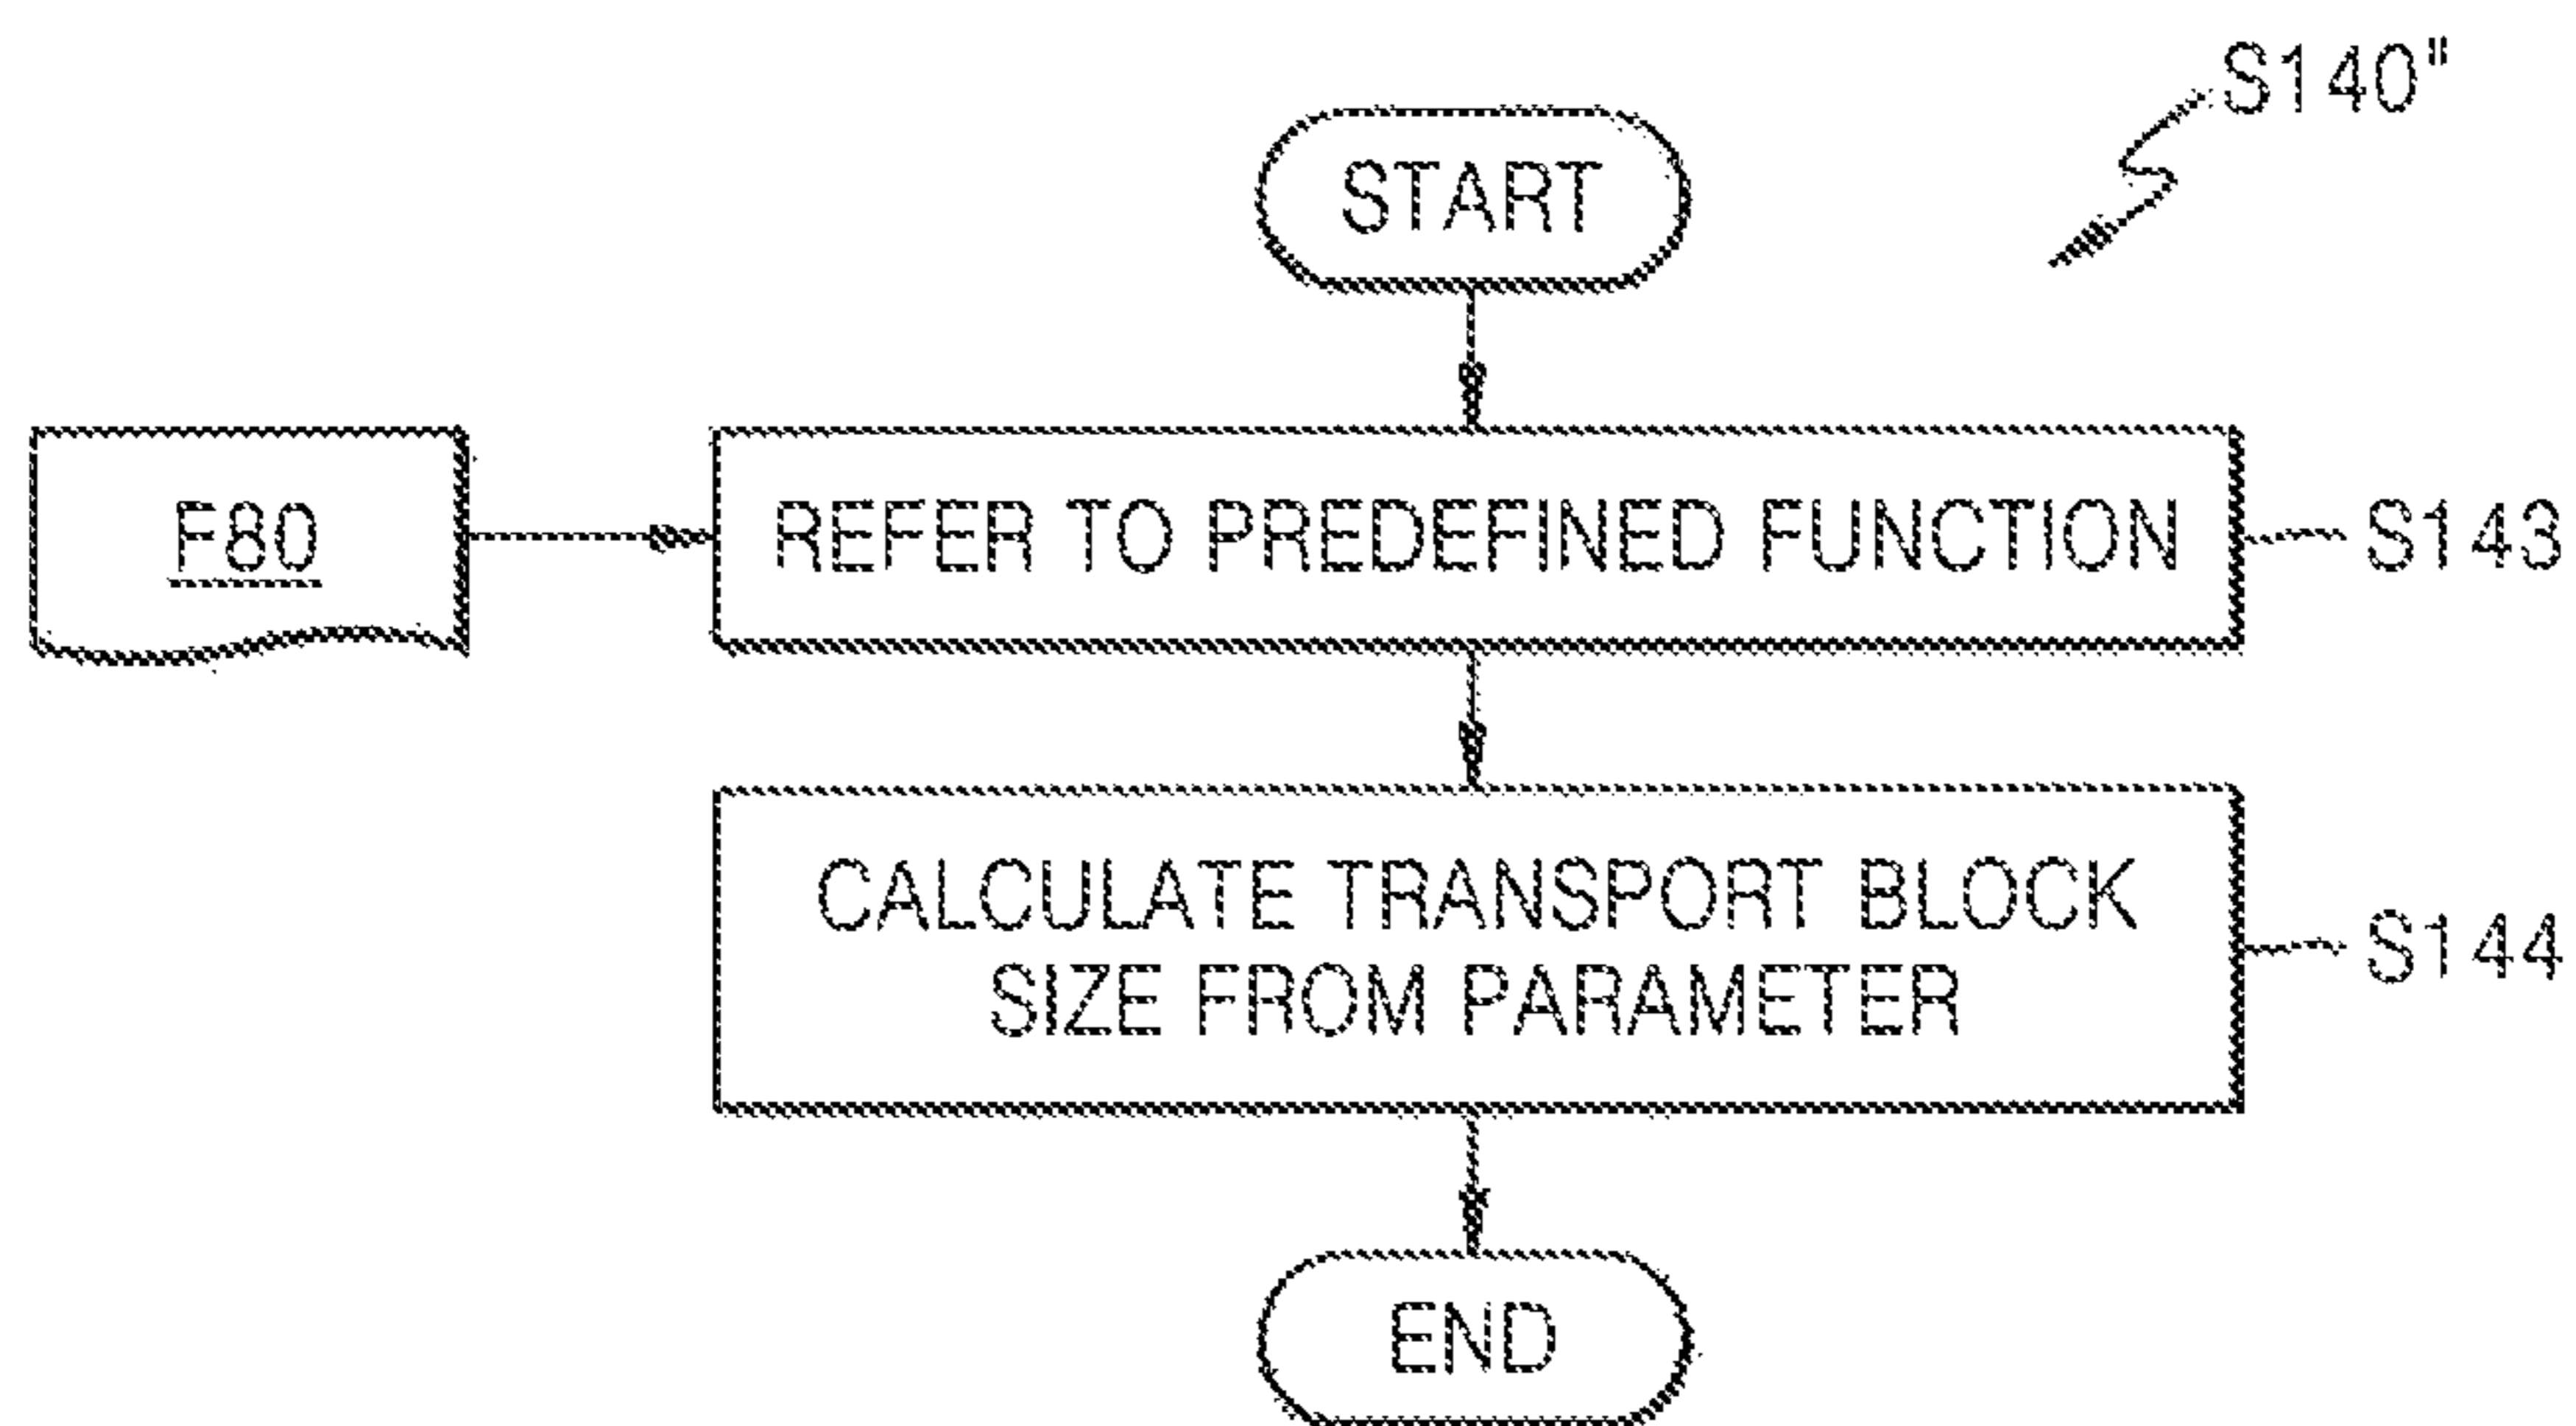 S140"
START
F80
REFER TO PREDEFINED FUNCTION
S143
CALCULATE TRANSPORT BLOCK
SIZE FROM PARAMETER
S144
END